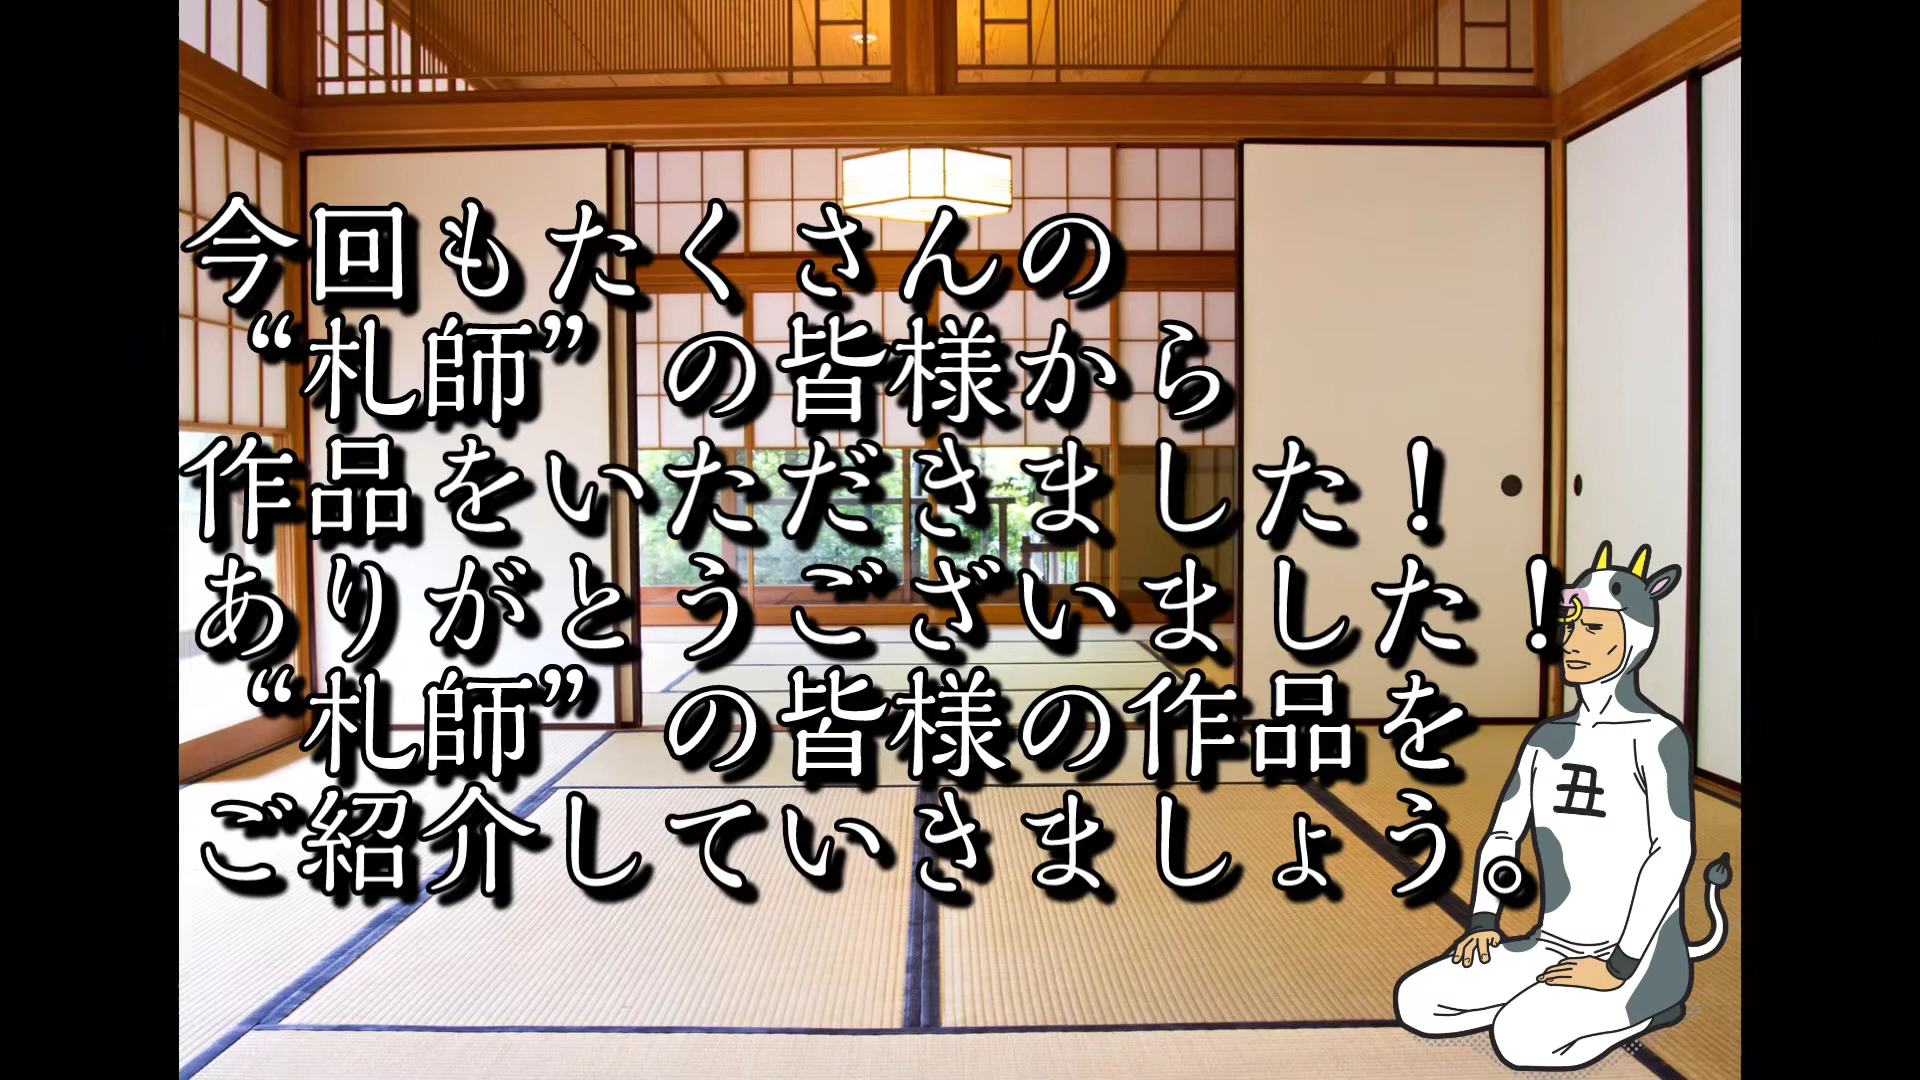 今回もたくさんの
“札師”の皆様から
作品をいただきました！
ありがとうございました！
“札師”の皆様の作品を
ご紹介していきましょう。
丑